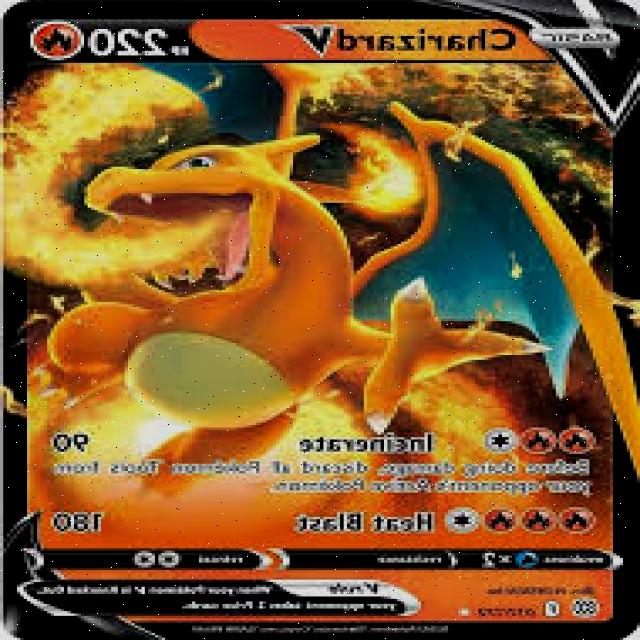 BASIC Charizard V HP 220
Incinerate 90
Before doing damage, discard all Pokémon Tools from
your opponent's Active Pokémon.
Heat Blast 180
weakness ×2 resistance retreat
V rule When your Pokémon V is Knocked Out,
your opponent takes 2 Prize cards.